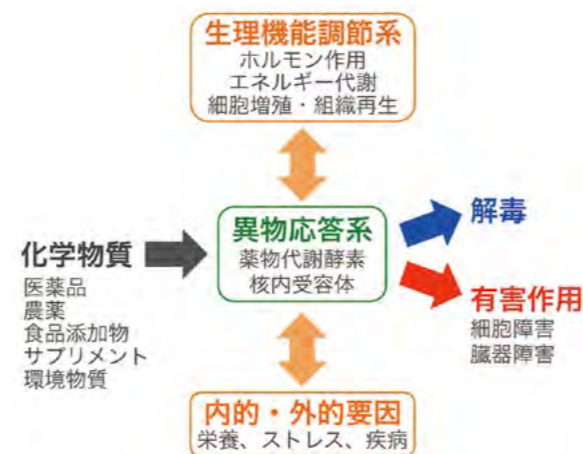 生理機能調節系
ホルモン作用
エネルギー代謝
細胞増殖・組織再生
化学物質
医薬品
農薬
食品添加物
サプリメント
環境物質
異物応答系
薬物代謝酵素
核内受容体
解毒
有害作用
細胞障害
臓器障害
内的・外的要因
栄養、ストレス、疾病